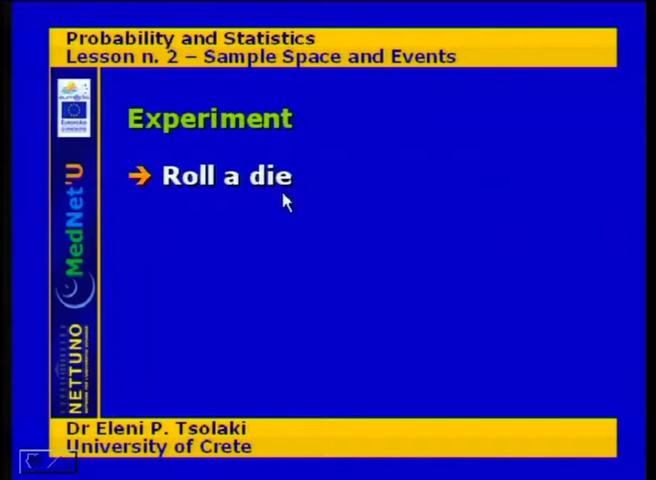 Probability and Statistics
Lesson n. 2 – Sample Space and Events
Experiment
➔ Roll a die
MedNet'U
NETTUNO
Dr Eleni P. Tsolaki
University of Crete